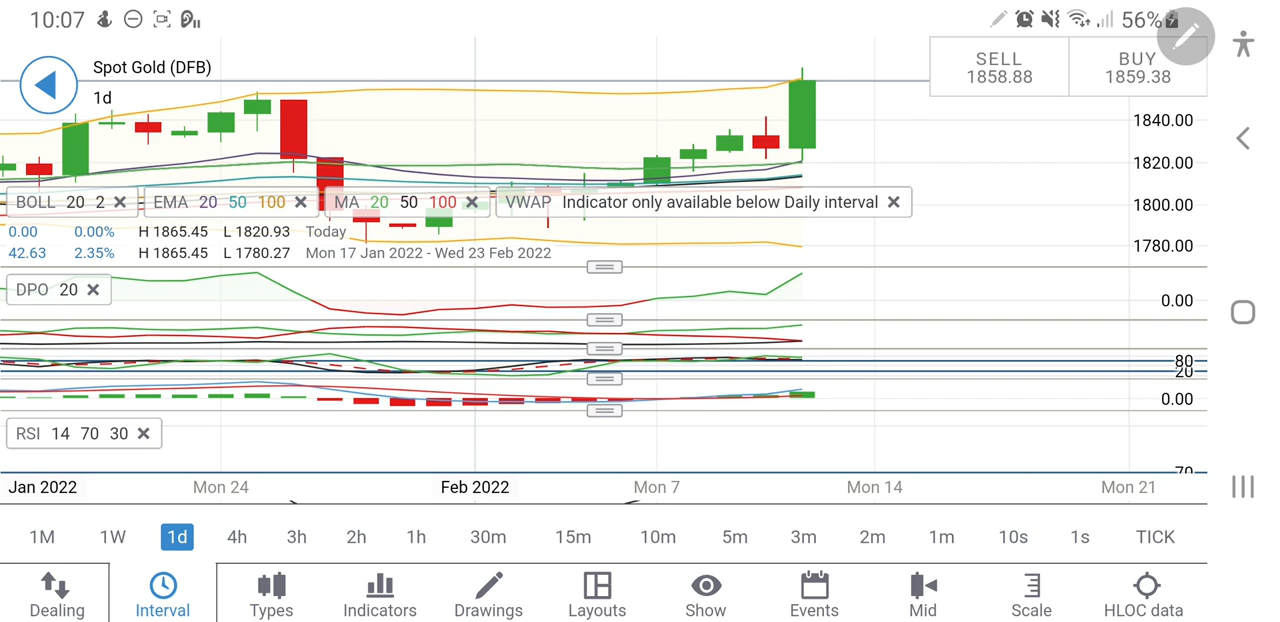 10:07
56%
Spot Gold (DFB)
1d
SELL
1858.88
BUY
1859.38
1840.00
1820.00
1800.00
1780.00
BOLL 20 2
EMA 20 50 100
MA 20 50 100
VWAP Indicator only available below Daily interval
0.00 0.00% H 1865.45 L 1820.93 Today
42.63 2.35% H 1865.45 L 1780.27 Mon 17 Jan 2022 - Wed 23 Feb 2022
DPO 20
0.00
80
20
0.00
RSI 14 70 30
70
Jan 2022 Mon 24 Feb 2022 Mon 7 Mon 14 Mon 21
1M 1W 1d 4h 3h 2h 1h 30m 15m 10m 5m 3m 2m 1m 10s 1s TICK
Dealing Interval Types Indicators Drawings Layouts Show Events Mid Scale HLOC data